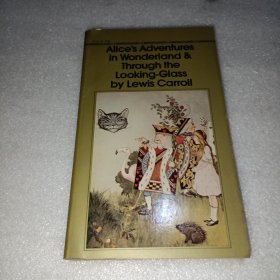 Alice's Adventures
in Wonderland &
Through the
Looking-Glass
by Lewis Carroll